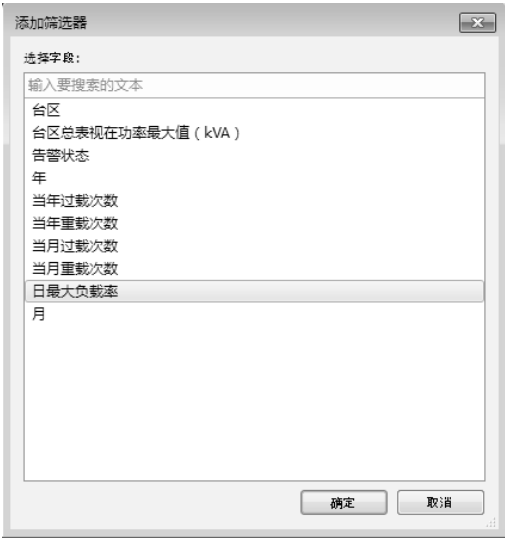 添加筛选器
选择字段:
输入要搜索的文本
台区
台区总表视在功率最大值(kVA)
告警状态
年
当年过载次数
当年重载次数
当月过载次数
当月重载次数
日最大负载率
月
确定
取消